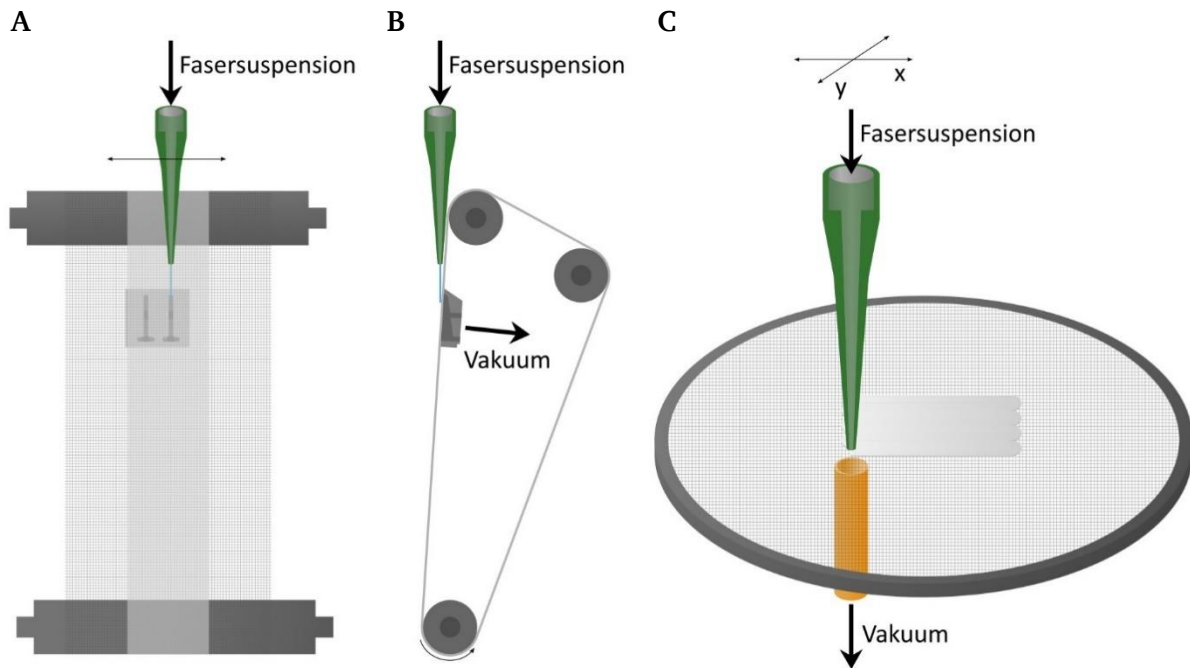 A
Fasersuspension
B
Fasersuspension
Vakuum
C
x
y
Fasersuspension
Vakuum